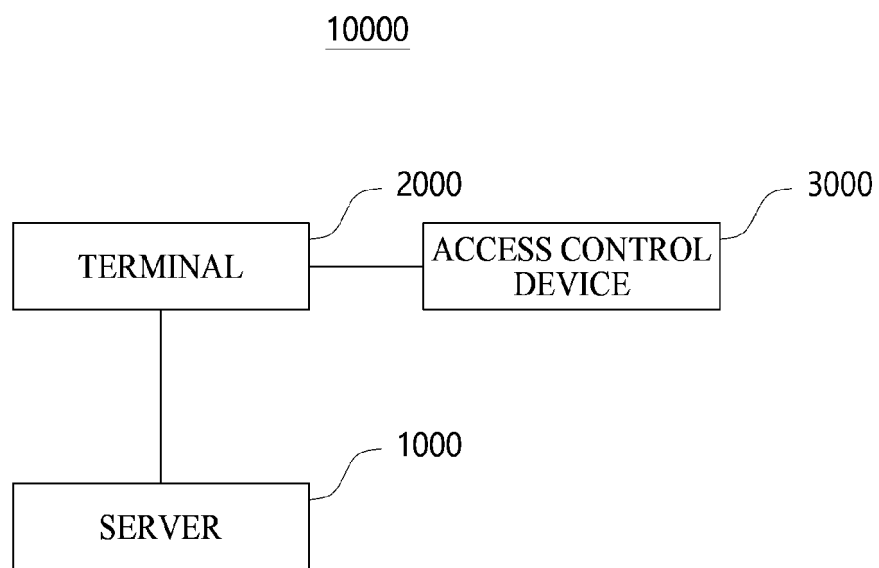 10000
2000
3000
TERMINAL
ACCESS CONTROL
DEVICE
1000
SERVER